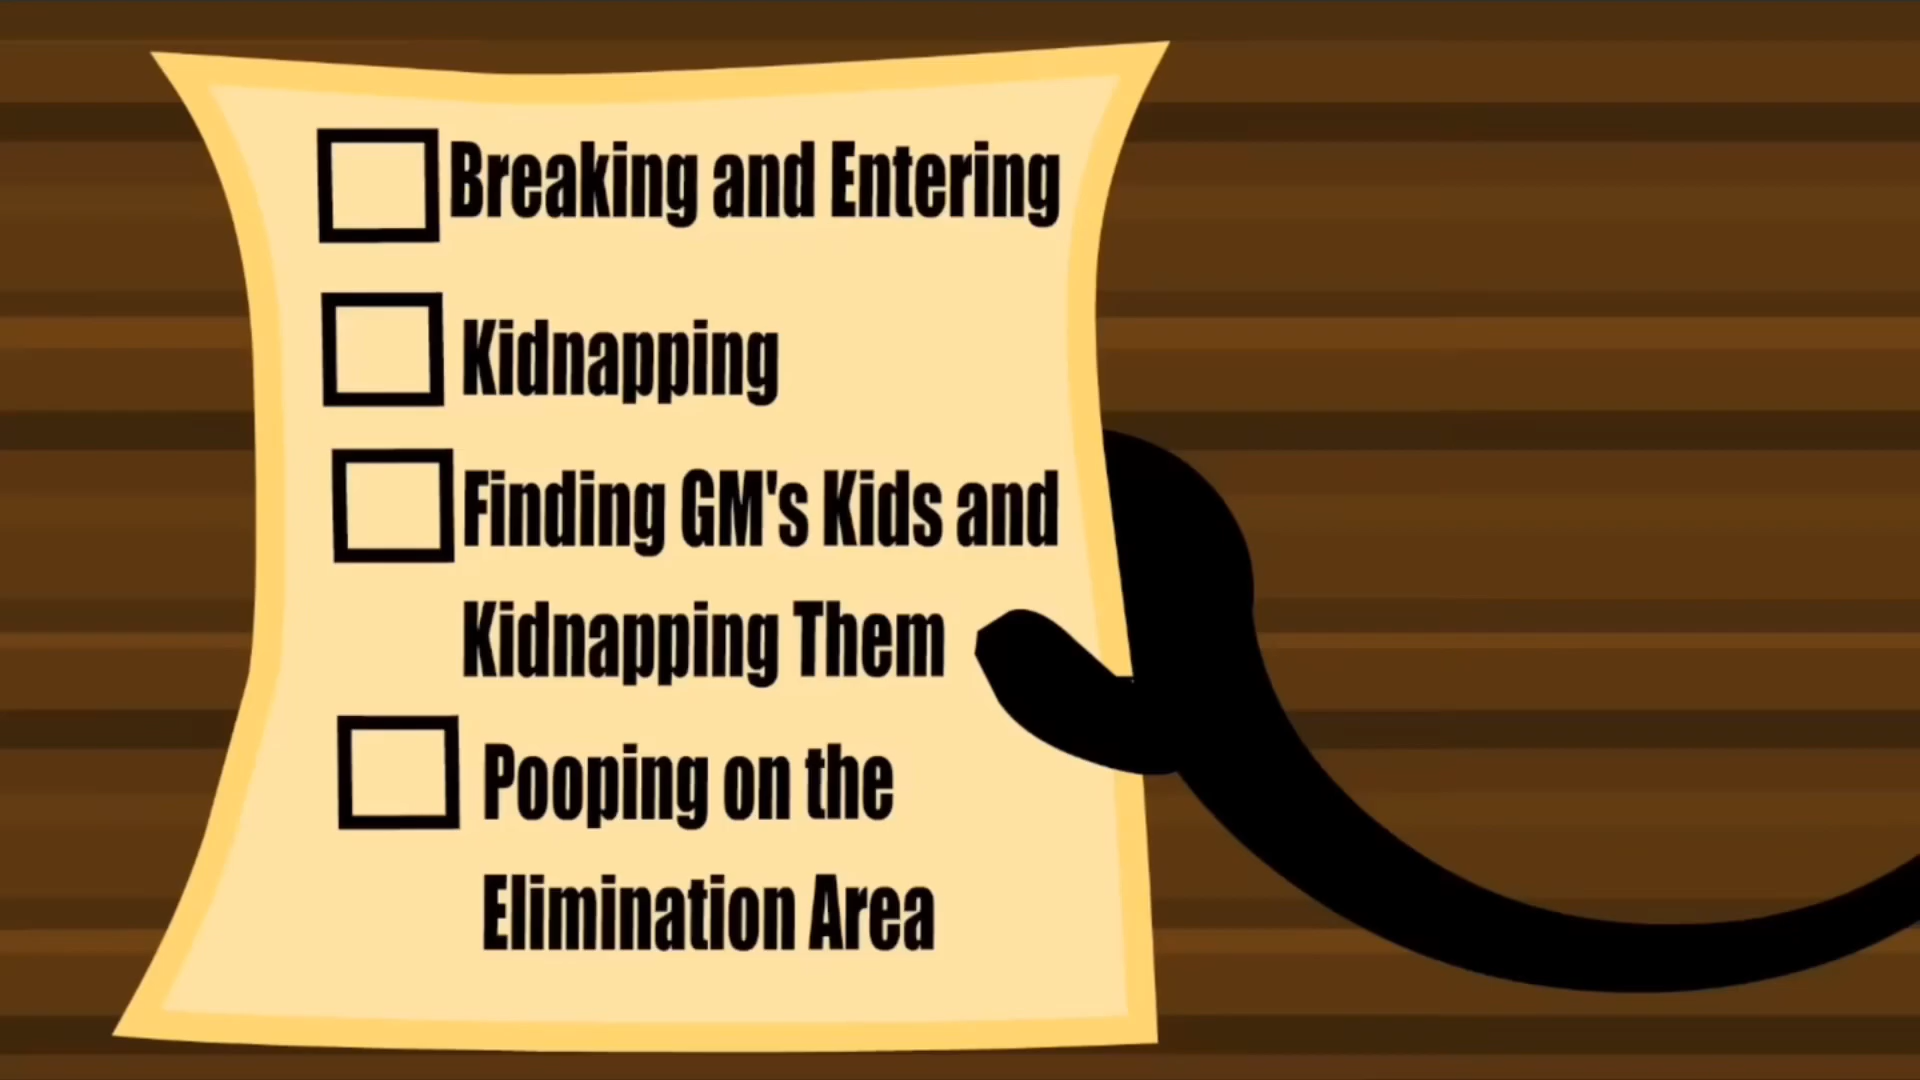 Breaking and Entering
Kidnapping
Finding GM's Kids and
Kidnapping Them
Pooping on the
Elimination Area